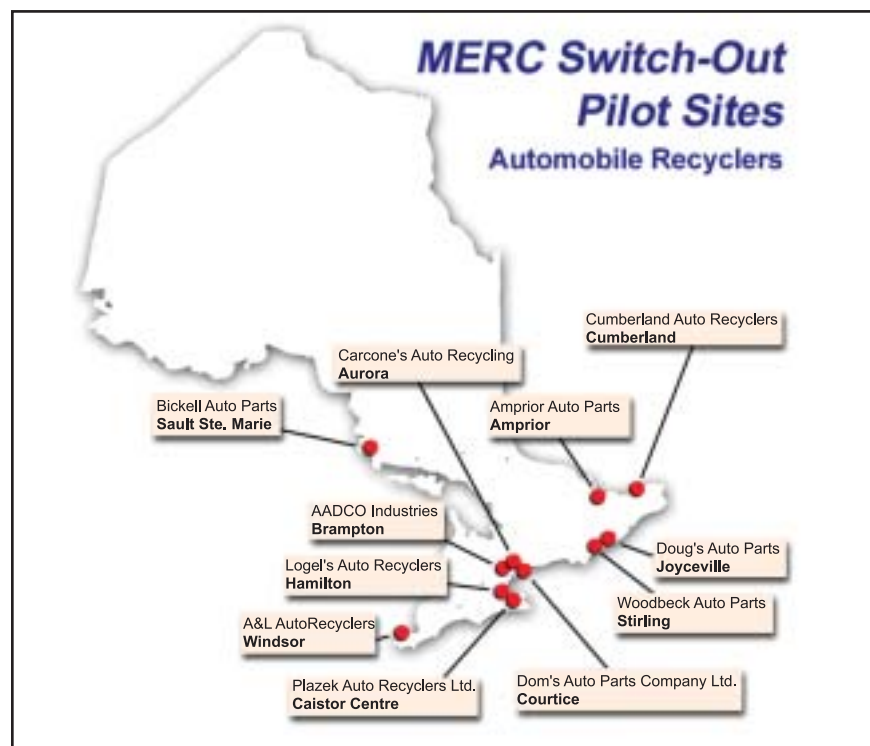 MERC Switch-Out
Pilot Sites
Automobile Recyclers
Cumberland Auto Recyclers
Cumberland
Carcone's Auto Recycling
Aurora
Bickell Auto Parts
Sault Ste. Marie
Amprior Auto Parts
Amprior
AADCO Industries
Brampton
Logel's Auto Recyclers
Hamilton
Doug's Auto Parts
Joyceville
A&L AutoRecyclers
Windsor
Woodbeck Auto Parts
Stirling
Plazek Auto Recyclers Ltd.
Caistor Centre
Dom's Auto Parts Company Ltd.
Courtice